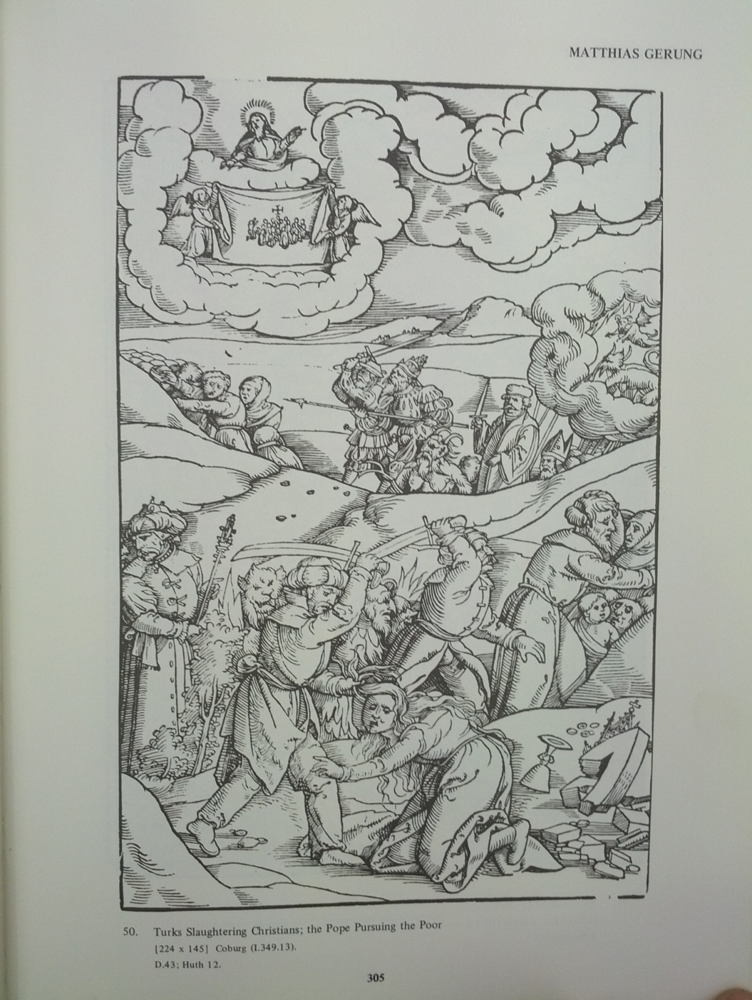 MATTHIAS GERUNG
50. Turks Slaughtering Christians; the Pope Pursuing the Poor
[224 x 145] Coburg (I.349.13).
D.43; Huth 12.
305